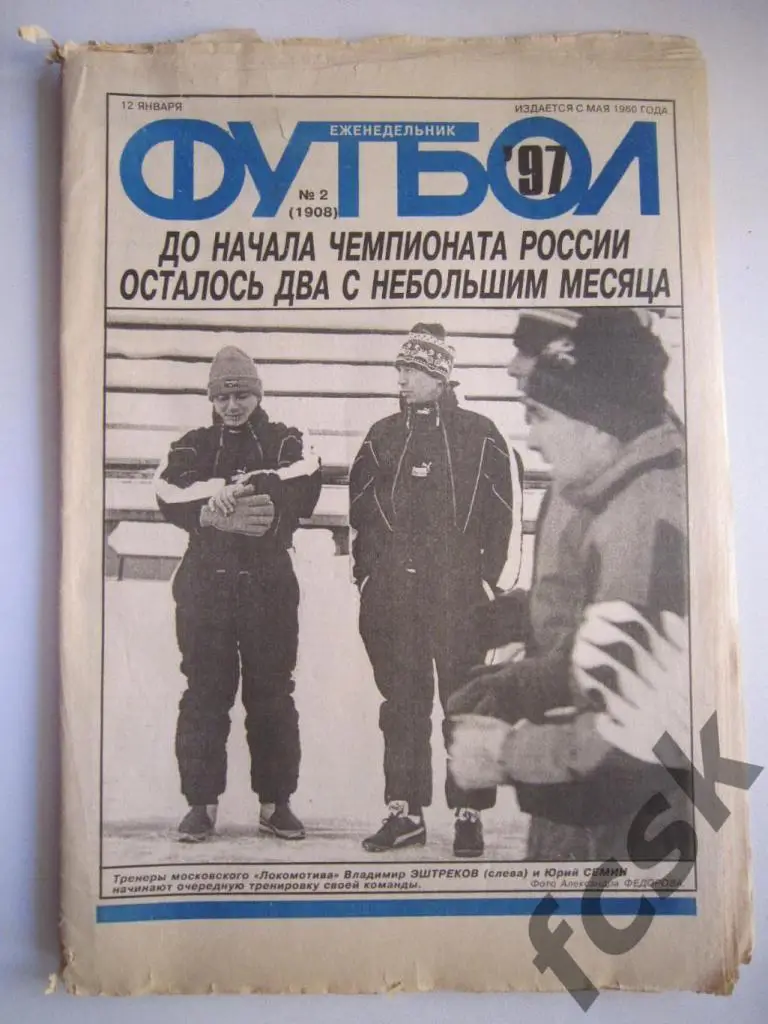 12 ЯНВАРЯ
ИЗДАЕТСЯ С МАЯ 1960 ГОДА
ЕЖЕНЕДЕЛЬНИК
ФУТБОЛ
'97
№ 2
(1908)
ДО НАЧАЛА ЧЕМПИОНАТА РОССИИ
ОСТАЛОСЬ ДВА С НЕБОЛЬШИМ МЕСЯЦА
Тренеры московского «Локомотива» Владимир ЭШТРЕКОВ (слева) и Юрий СЕМИН
начинают очередную тренировку своей команды.
Фото Александра ФЕДОРОВА.
fcsk